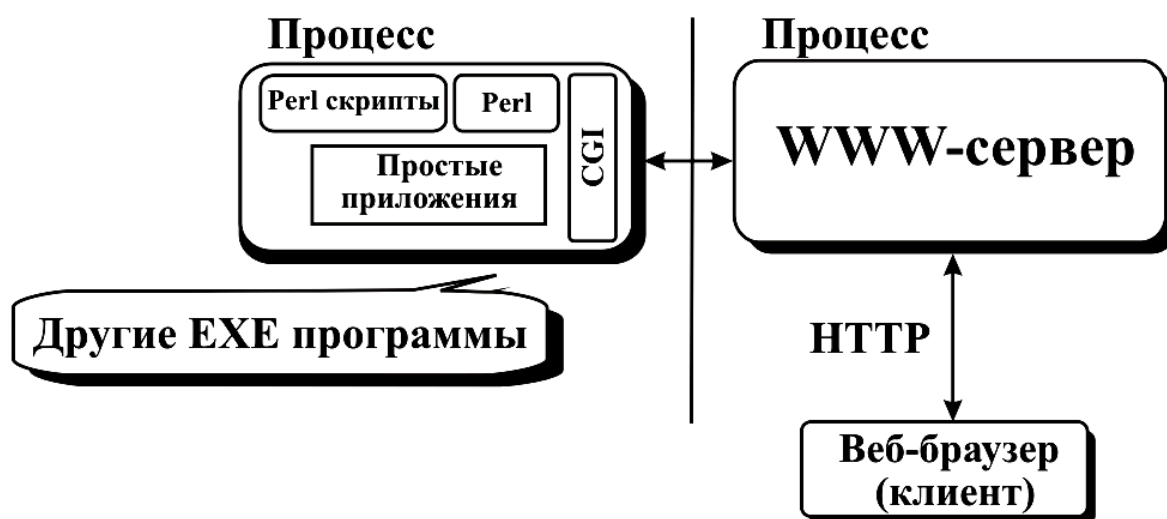 Процесс
Perl скрипты
Perl
CGI
Простые
приложения
Другие EXE программы
Процесс
WWW-сервер
HTTP
Веб-браузер
(клиент)